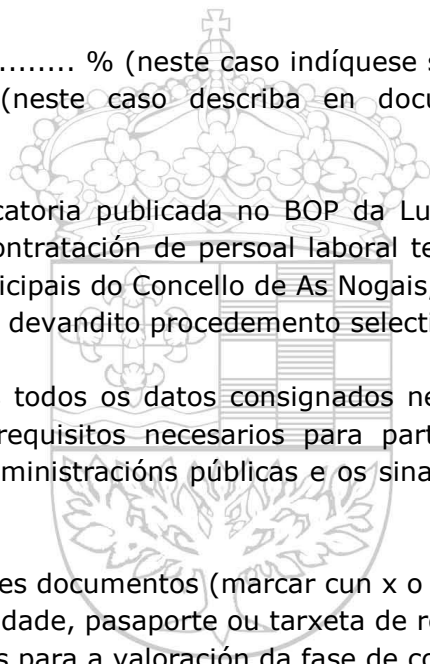 ......... % (neste caso indíquese s
(neste caso describa en docu
catoria publicada no BOP da Lu
ontratación de persoal laboral te
icipais do Concello de As Nogais,
devandito procedemento selecti
todos os datos consignados ne
requisitos necesarios para part
ministracións públicas e os sina
es documentos (marcar cun x o
idade, pasaporte ou tarxeta de re
s para a valoración da fase de co